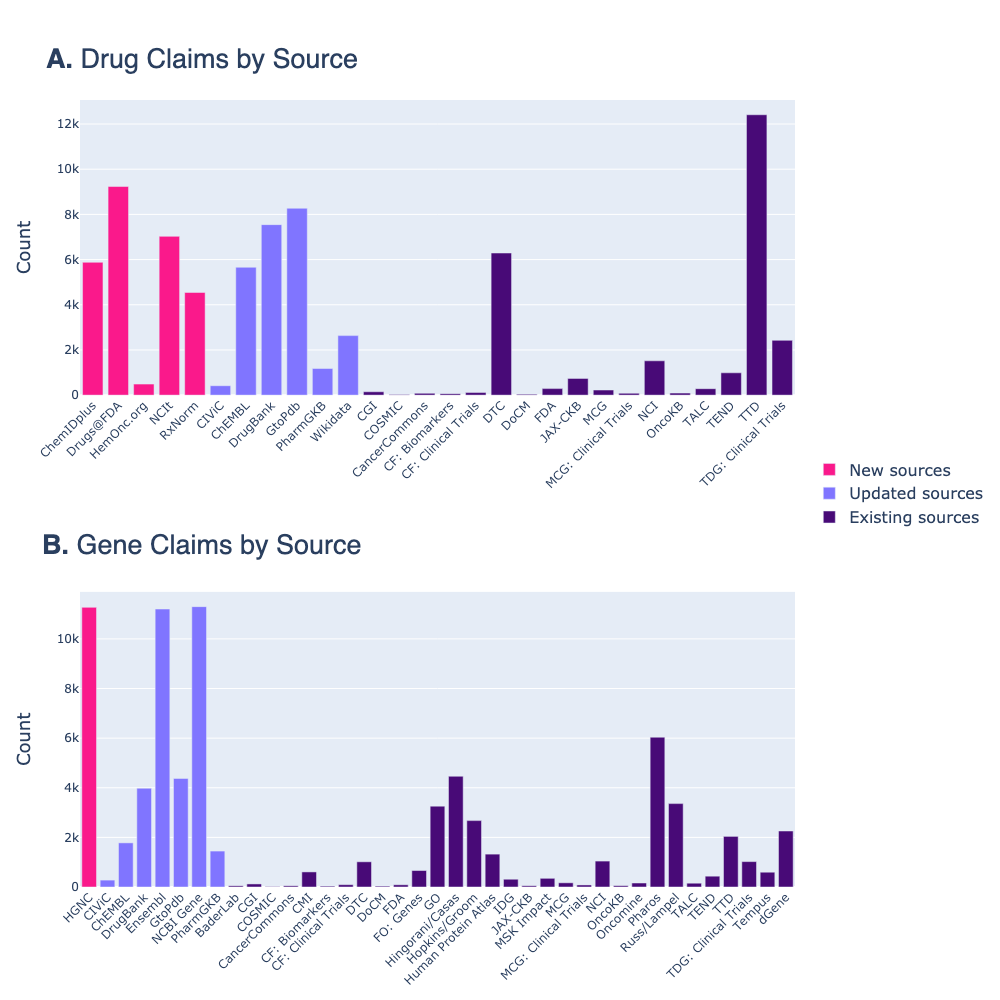 A. Drug Claims by Source
Count
12k
10k
8k
6k
4k
2k
0
ChemIDplus
Drugs@FDA
HemOnc.org
NCIt
RxNorm
CIViC
ChEMBL
DrugBank
GtoPdb
PharmGKB
Wikidata
CGI
COSMIC
CancerCommons
CF: Biomarkers
CF: Clinical Trials
DTC
DoCM
FDA
JAX-CKB
MCG
MCG: Clinical Trials
NCI
OncoKB
TALC
TEND
TTD
TDG: Clinical Trials
New sources
Updated sources
Existing sources
B. Gene Claims by Source
Count
10k
8k
6k
4k
2k
0
HGNC
CIViC
ChEMBL
DrugBank
Ensembl
GtoPdb
NCBI Gene
PharmGKB
BaderLab
CGI
COSMIC
CancerCommons
CMI
CF: Biomarkers
CF: Clinical Trials
DTC
DoCM
FDA
FO: Genes
GO
Hingorani/Casas
Hopkins/Groom
Human Protein Atlas
IDG
JAX-CKB
MSK Impact
MCG
MCG: Clinical Trials
NCI
OncoKB
Oncomine
Pharos
Russ/Lampel
TALC
TEND
TTD
TDG: Clinical Trials
Tempus
dGene